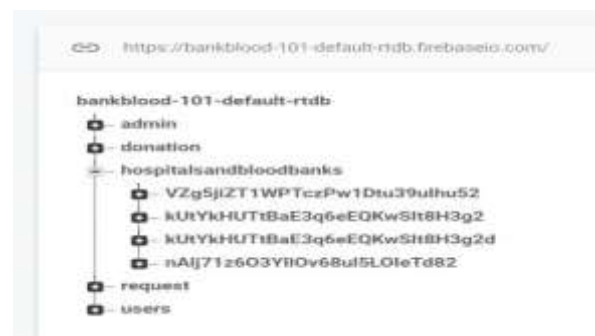 https://bankblood-101-default-rtdb.firebaseio.com/
bankblood-101-default-rtdb
admin
donation
hospitalsandbloodbanks
VZg5jiZT1WPTczPw1Dtu39ulhu52
kUtYkHUTtBaE3q6eEQKwSlt8H3g2
kUtYkHUTtBaE3q6eEQKwSlt8H3g2d
nAlj71z6O3YIlOv68ul5LOleTd82
request
users